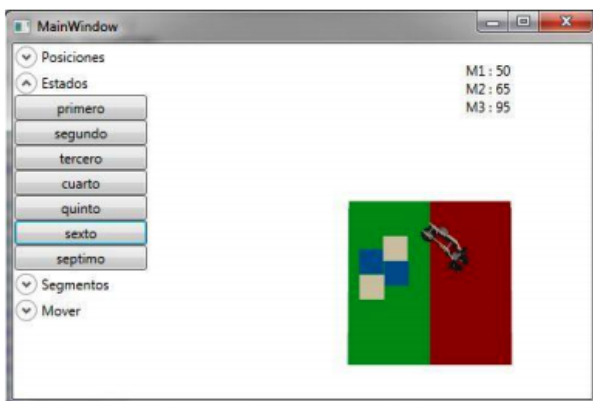 MainWindow
Posiciones
Estados
primero
segundo
tercero
cuarto
quinto
sexto
septimo
Segmentos
Mover
M1 : 50
M2 : 65
M3 : 95